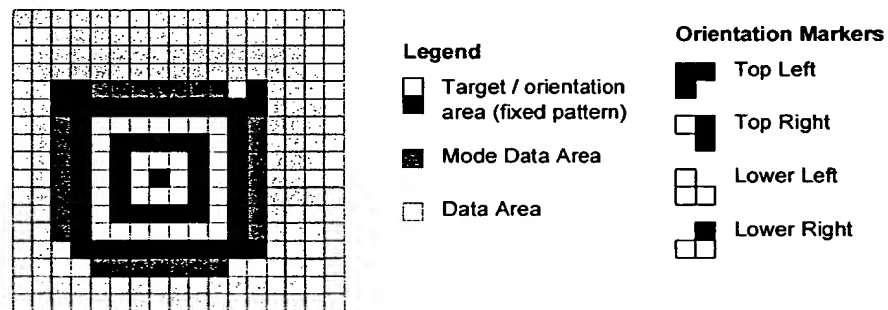 Legend
Target / orientation
area (fixed pattern)
Mode Data Area
Data Area
Orientation Markers
Top Left
Top Right
Lower Left
Lower Right